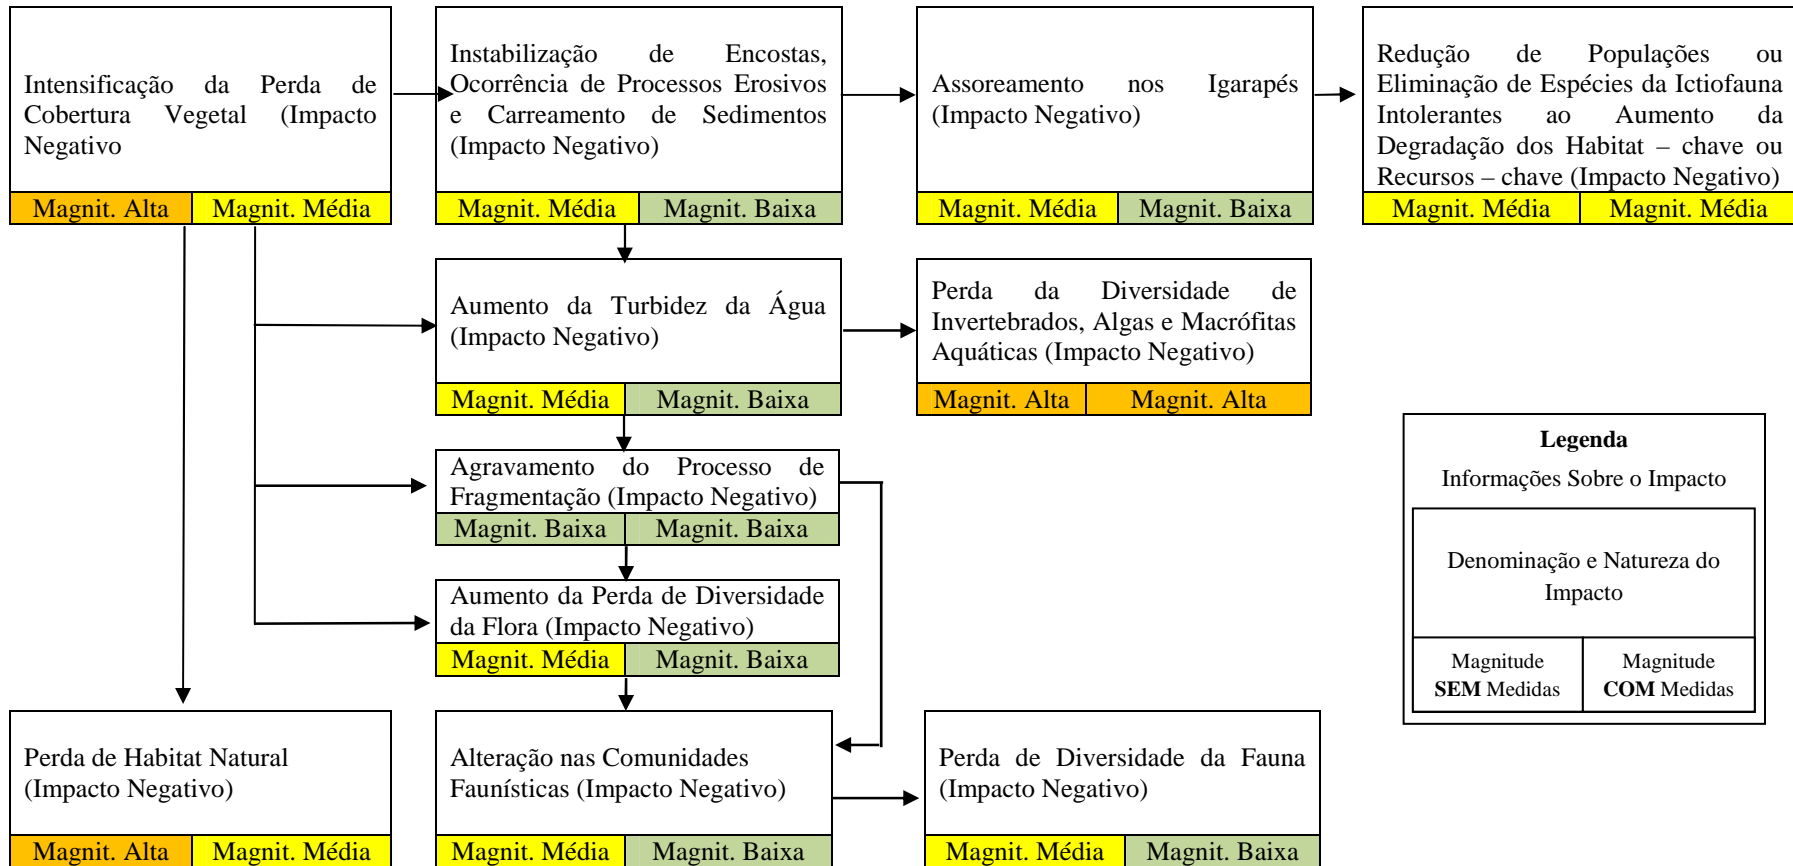 Intensificação da Perda de
Cobertura Vegetal (Impacto
Negativo
Magnit. Alta
Magnit. Média
Instabilização de Encostas,
Ocorrência de Processos Erosivos
e Carreamento de Sedimentos
(Impacto Negativo)
Magnit. Média
Magnit. Baixa
Assoreamento nos Igarapés
(Impacto Negativo)
Magnit. Média
Magnit. Baixa
Redução de Populações ou
Eliminação de Espécies da Ictiofauna
Intolerantes ao Aumento da
Degradação dos Habitat – chave ou
Recursos – chave (Impacto Negativo)
Magnit. Média
Magnit. Média
Aumento da Turbidez da Água
(Impacto Negativo)
Magnit. Média
Magnit. Baixa
Perda da Diversidade de
Invertebrados, Algas e Macrófitas
Aquáticas (Impacto Negativo)
Magnit. Alta
Magnit. Alta
Agravamento do Processo de
Fragmentação (Impacto Negativo)
Magnit. Baixa
Magnit. Baixa
Aumento da Perda de Diversidade
da Flora (Impacto Negativo)
Magnit. Média
Magnit. Baixa
Legenda
Informações Sobre o Impacto
Denominação e Natureza do
Impacto
Magnitude
SEM Medidas
Magnitude
COM Medidas
Perda de Habitat Natural
(Impacto Negativo)
Magnit. Alta
Magnit. Média
Alteração nas Comunidades
Faunísticas (Impacto Negativo)
Magnit. Média
Magnit. Baixa
Perda de Diversidade da Fauna
(Impacto Negativo)
Magnit. Média
Magnit. Baixa